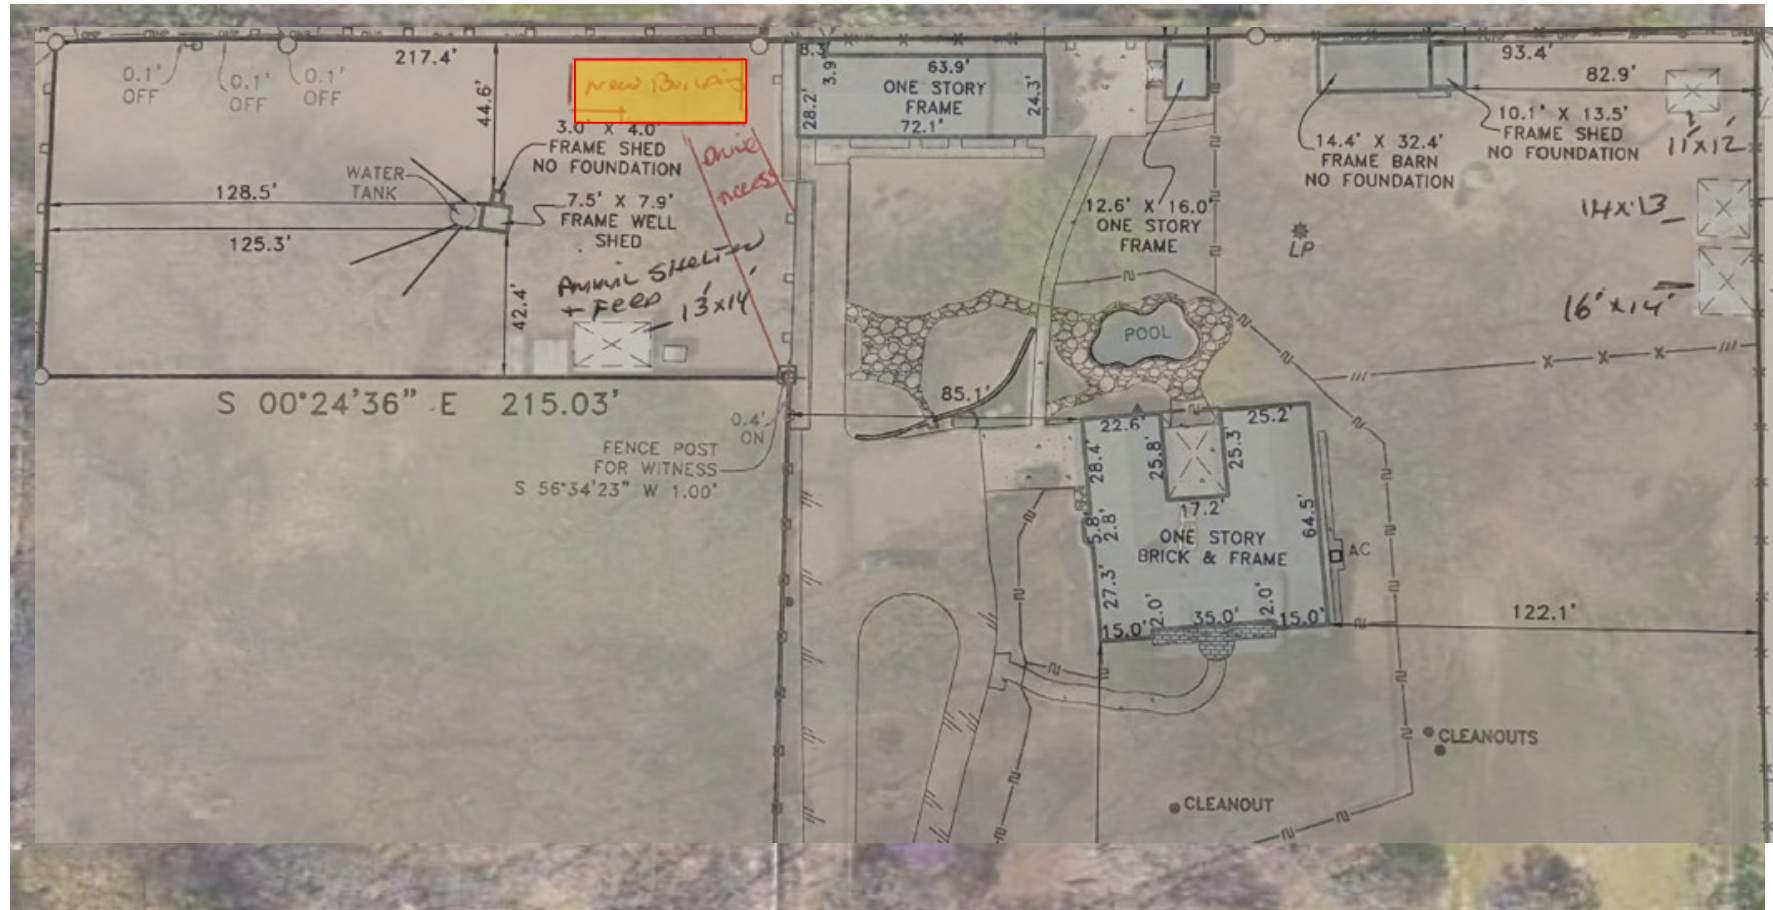 217.4'
0.1'
OFF
0.1'
OFF
0.1'
OFF
44.6'
New Building
3.0' X 4.0'
FRAME SHED
NO FOUNDATION
WATER
TANK
128.5'
125.3'
7.5' X 7.9'
FRAME WELL
SHED
42.4'
Drive
Access
ANIMAL SHELTER
+ FEED
13'x14'
S 00°24'36" E 215.03'
0.4'
ON
FENCE POST
FOR WITNESS
S 56°34'23" W 1.00'
8.3'
3.9'
28.2'
63.9'
ONE STORY
FRAME
72.1'
24.3'
12.6' X 16.0'
ONE STORY
FRAME
93.4'
82.9'
14.4' X 32.4'
FRAME BARN
NO FOUNDATION
10.1' X 13.5'
FRAME SHED
NO FOUNDATION
11'x12'
14x13
16'x14'
LP
POOL
85.1'
22.6'
25.2'
28.4'
25.8'
25.3'
17.2'
5.8'
2.8'
64.5'
ONE STORY
BRICK & FRAME
AC
27.3'
2.0'
2.0'
15.0'
35.0'
15.0'
122.1'
CLEANOUTS
CLEANOUT